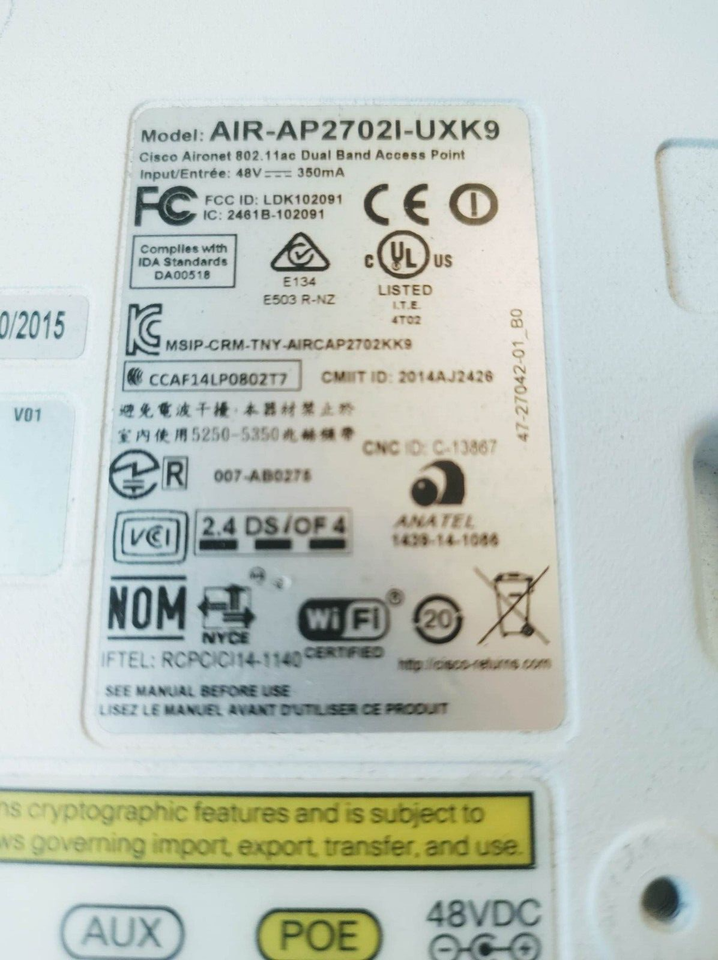 Model: AIR-AP2702I-UXK9
Cisco Aironet 802.11ac Dual Band Access Point
Input/Entrée: 48V⎓ 350mA
FC FCC ID: LDK102091
IC: 2461B-102091
CE
Complies with
IDA Standards
DA00518
E134
E503 R-NZ
C UL US
LISTED
I.T.E.
4T02
0/2015
V01
47-27042-01_B0
MSIP-CRM-TNY-AIRCAP2702KK9
CCAF14LP0802T7
CMIIT ID: 2014AJ2426
避免電波干擾·本器材禁止於
室內使用5250-5350兆赫頻帶
CNC ID: C-13867
R 007-AB0275
ANATEL
1439-14-1086
VCCI
2.4 DS/OF 4
NOM
NYCE
WiFi®
CERTIFIED
20
IFTEL: RCPCICI14-1140
http://cisco-returns.com
SEE MANUAL BEFORE USE
LISEZ LE MANUEL AVANT D'UTILISER CE PRODUIT
ns cryptographic features and is subject to
ws governing import, export, transfer, and use.
AUX
POE
48VDC